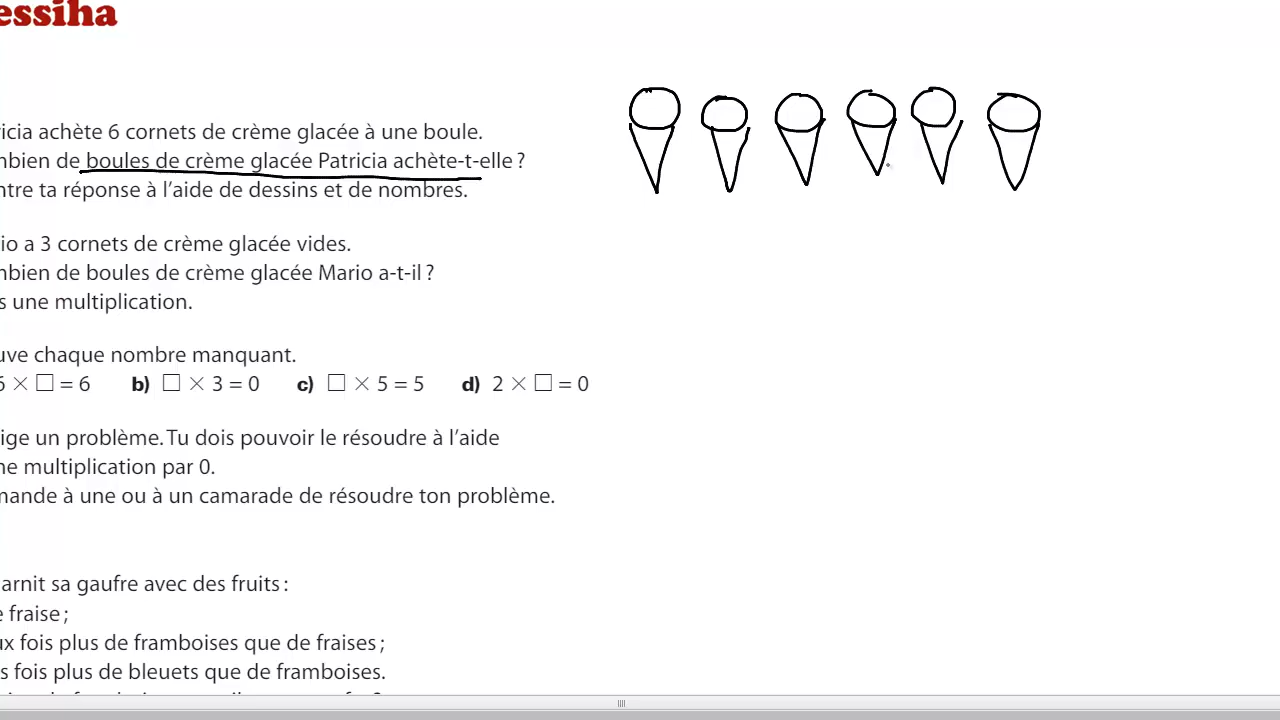 essiha
icia achète 6 cornets de crème glacée à une boule.
nbien de boules de crème glacée Patricia achète-t-elle ?
ntre ta réponse à l'aide de dessins et de nombres.
io a 3 cornets de crème glacée vides.
nbien de boules de crème glacée Mario a-t-il ?
s une multiplication.
uve chaque nombre manquant.
6 × □ = 6 b) □ × 3 = 0 c) □ × 5 = 5 d) 2 × □ = 0
ige un problème. Tu dois pouvoir le résoudre à l'aide
ne multiplication par 0.
mande à une ou à un camarade de résoudre ton problème.
arnit sa gaufre avec des fruits :
e fraise ;
ux fois plus de framboises que de fraises ;
s fois plus de bleuets que de framboises.